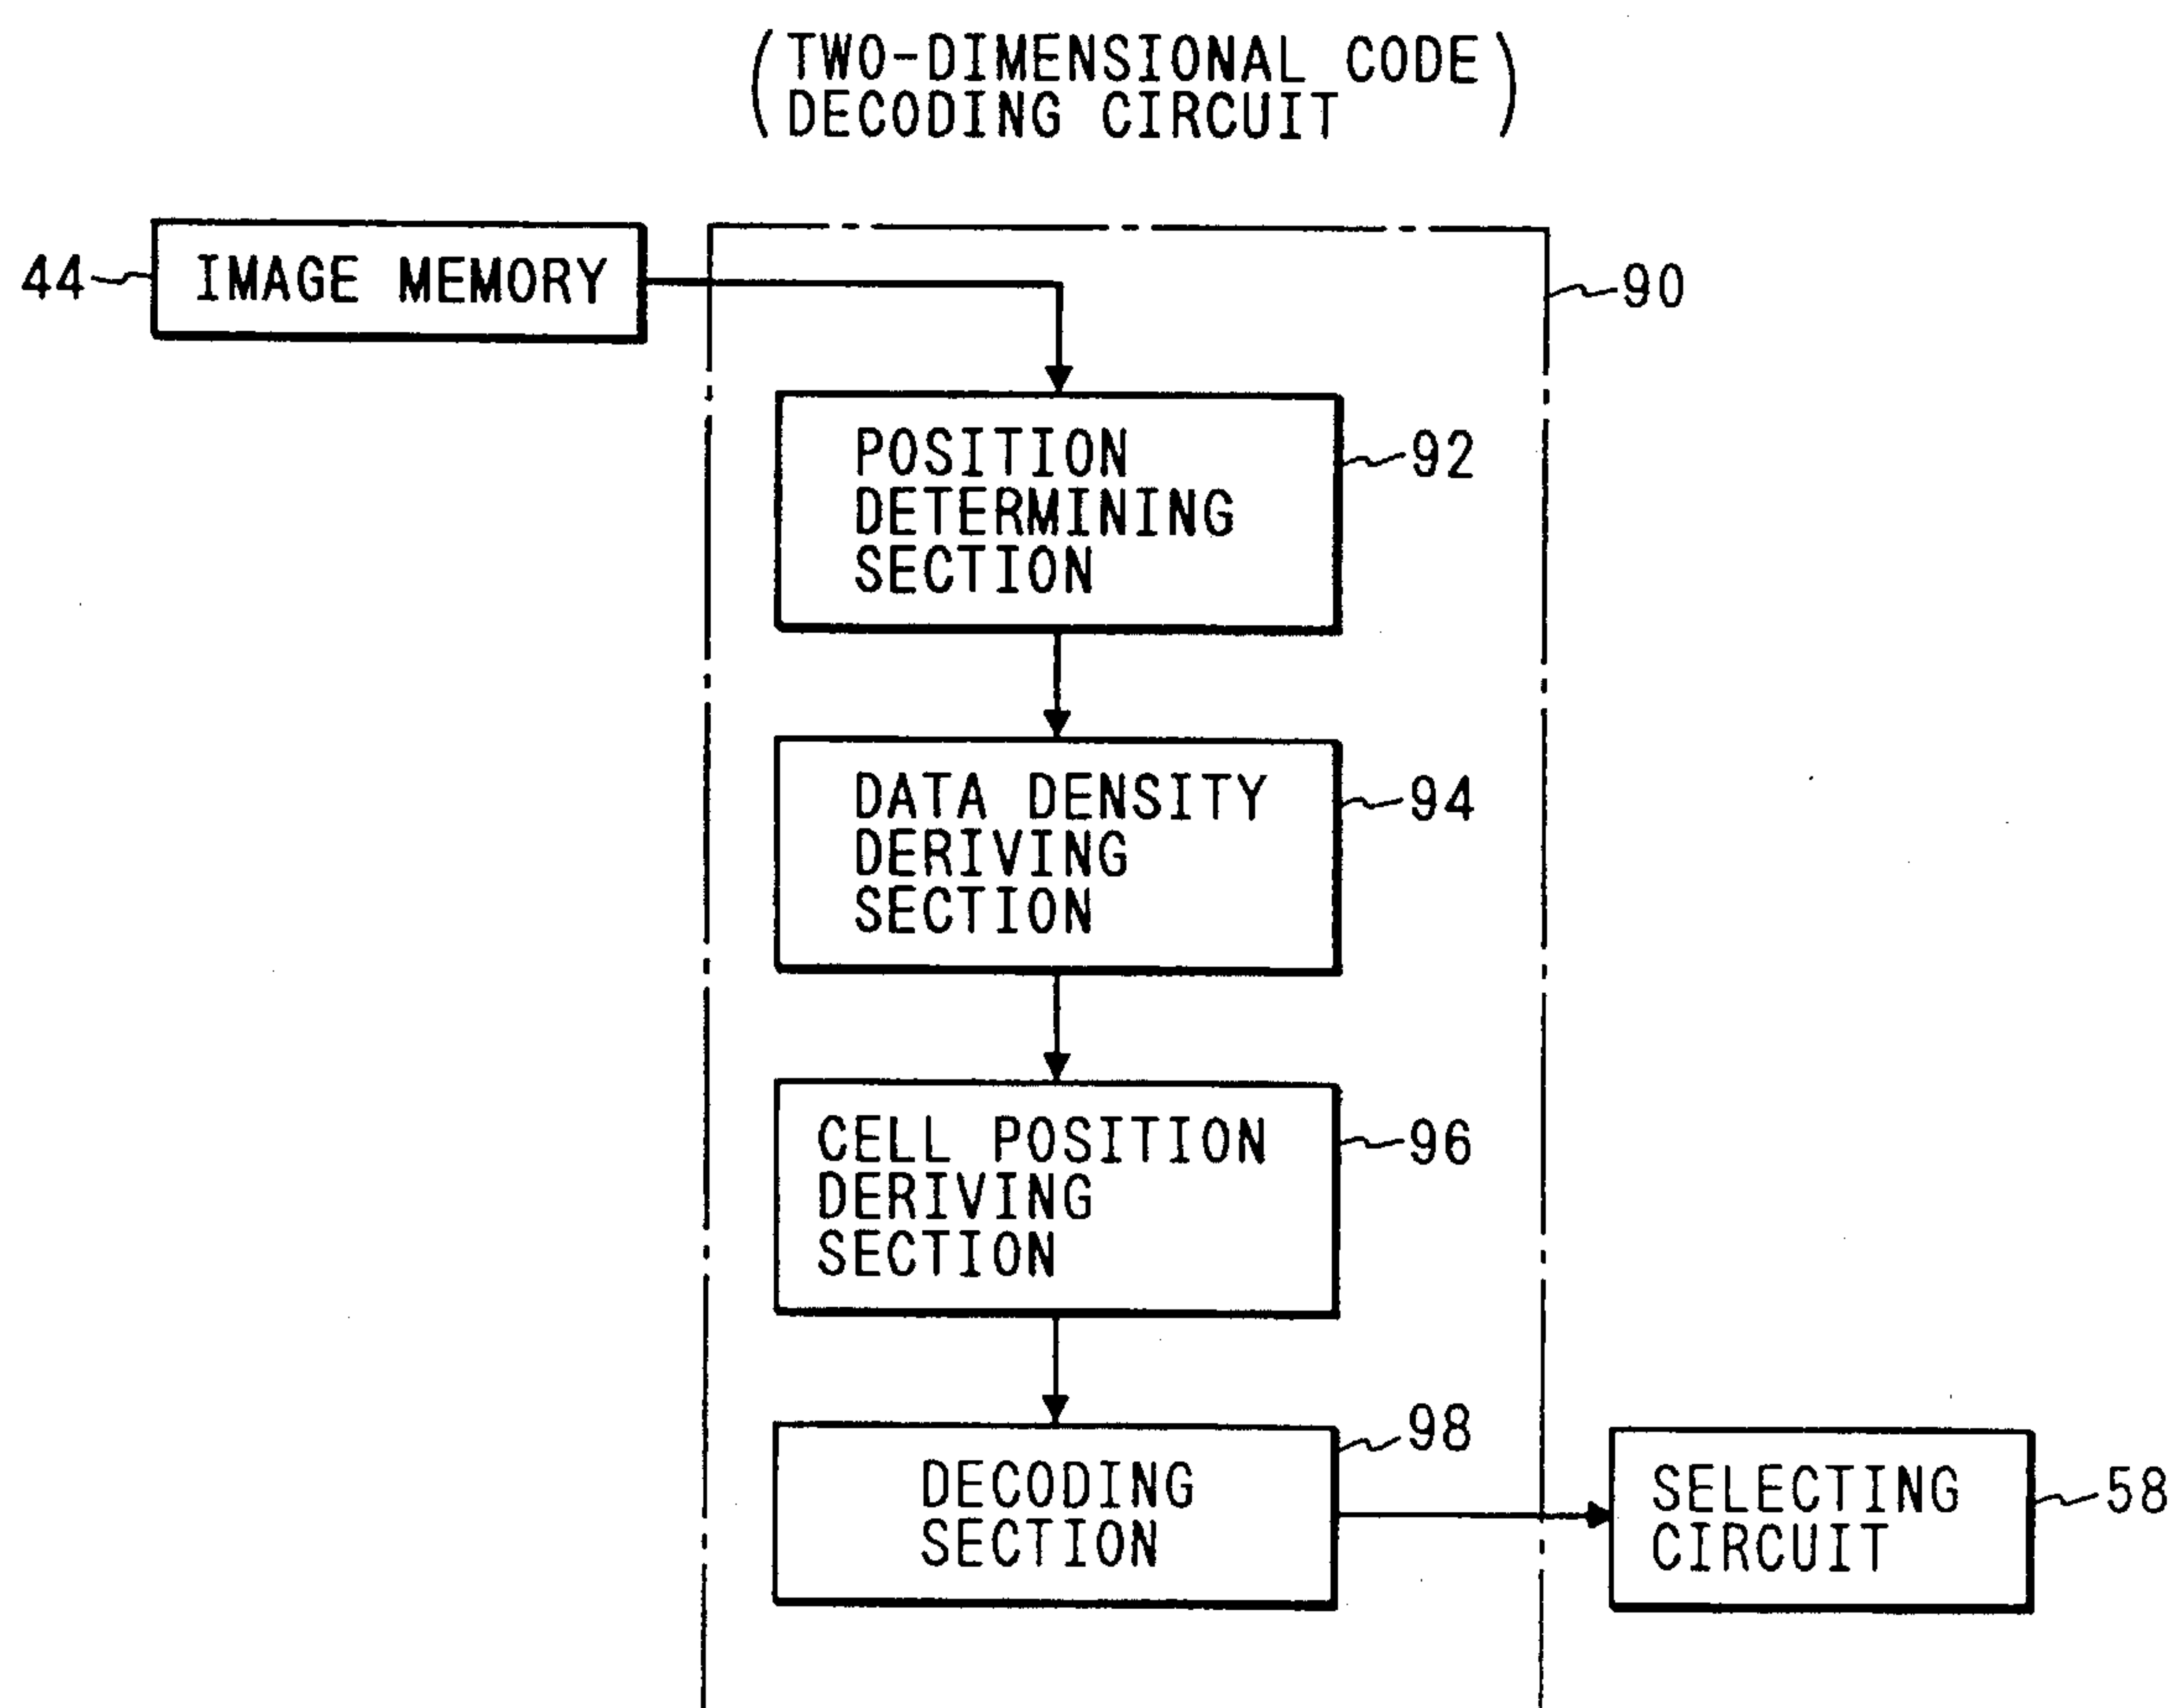 (TWO-DIMENSIONAL CODE
DECODING CIRCUIT)
44
IMAGE MEMORY
90
POSITION
DETERMINING
SECTION
92
DATA DENSITY
DERIVING
SECTION
94
CELL POSITION
DERIVING
SECTION
96
DECODING
SECTION
98
SELECTING
CIRCUIT
58